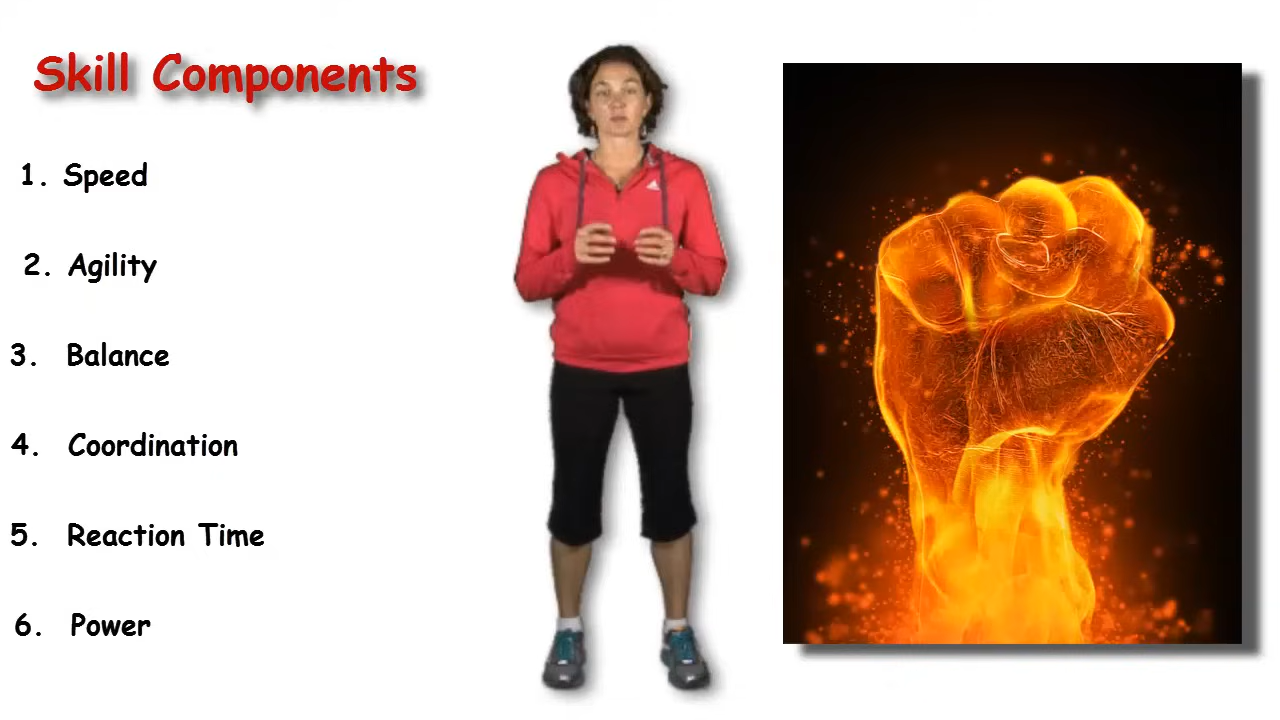 Skill Components
1. Speed
2. Agility
3. Balance
4. Coordination
5. Reaction Time
6. Power